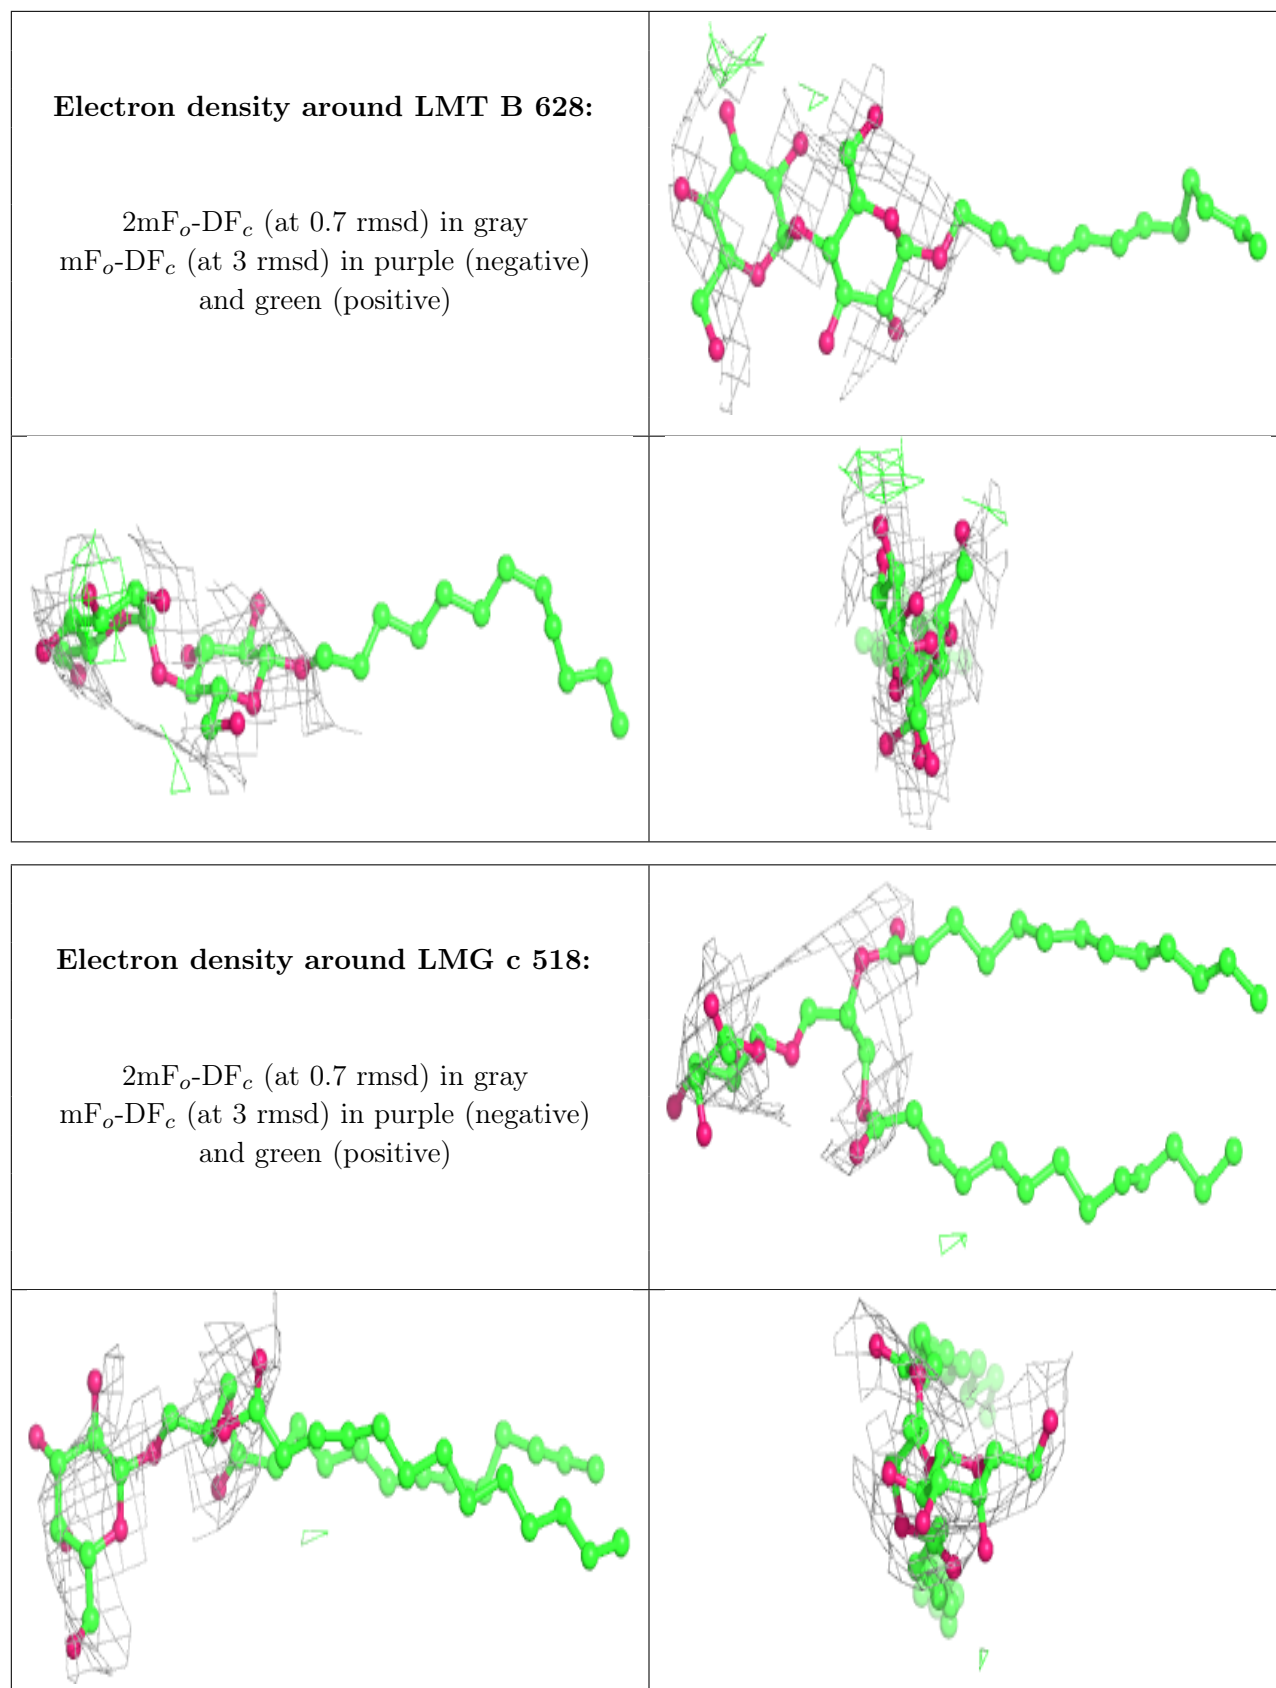 Electron density around LMT B 628:
2mFo-DFc (at 0.7 rmsd) in gray
mFo-DFc (at 3 rmsd) in purple (negative)
and green (positive)
Electron density around LMG c 518:
2mFo-DFc (at 0.7 rmsd) in gray
mFo-DFc (at 3 rmsd) in purple (negative)
and green (positive)